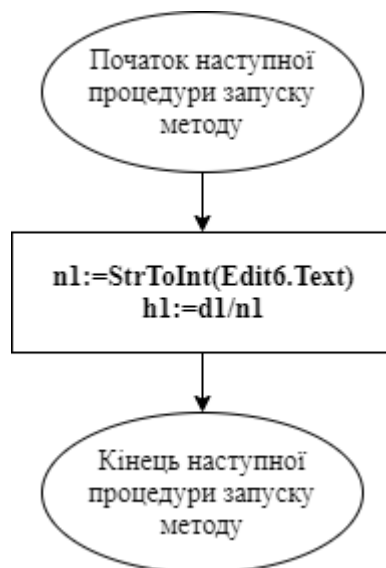 Початок наступної
процедури запуску
методу
n1:=StrToInt(Edit6.Text)
h1:=d1/n1
Кінець наступної
процедури запуску
методу